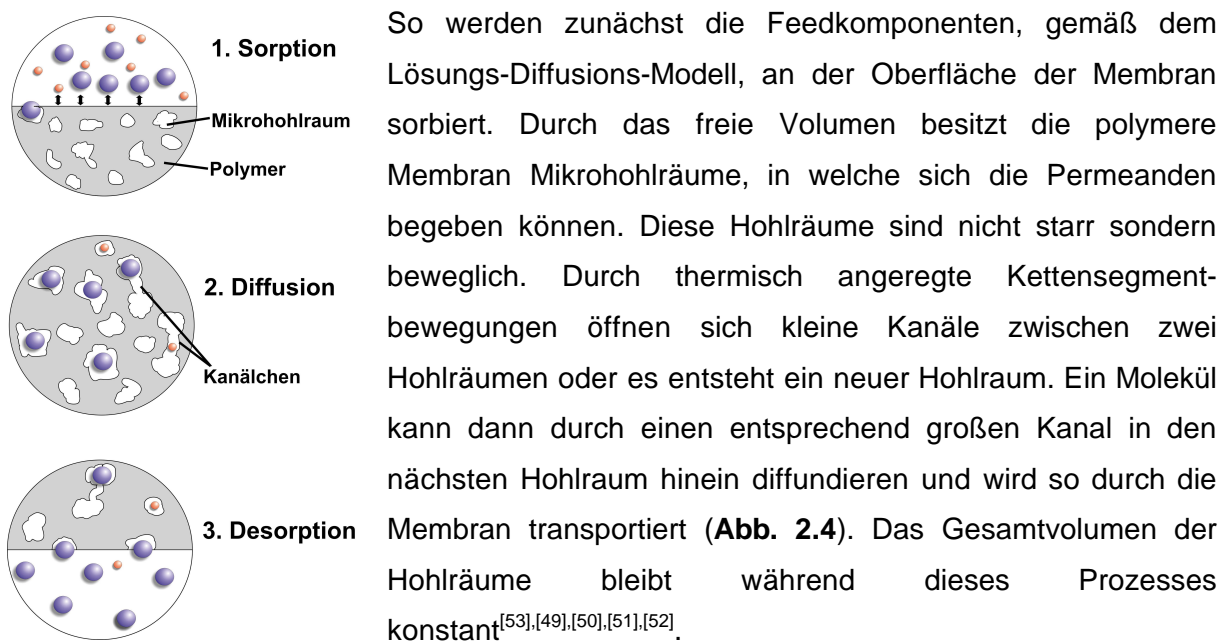 1. Sorption
Mikrohohlraum
Polymer
2. Diffusion
Kanälchen
3. Desorption
So werden zunächst die Feedkomponenten, gemäß dem
Lösungs-Diffusions-Modell, an der Oberfläche der Membran
sorbiert. Durch das freie Volumen besitzt die polymere
Membran Mikrohohlräume, in welche sich die Permeanden
begeben können. Diese Hohlräume sind nicht starr sondern
beweglich. Durch thermisch angeregte Kettensegment-
bewegungen öffnen sich kleine Kanäle zwischen zwei
Hohlräumen oder es entsteht ein neuer Hohlraum. Ein Molekül
kann dann durch einen entsprechend großen Kanal in den
nächsten Hohlraum hinein diffundieren und wird so durch die
Membran transportiert (Abb. 2.4). Das Gesamtvolumen der
Hohlräume bleibt während dieses Prozesses
konstant[53],[49],[50],[51],[52].